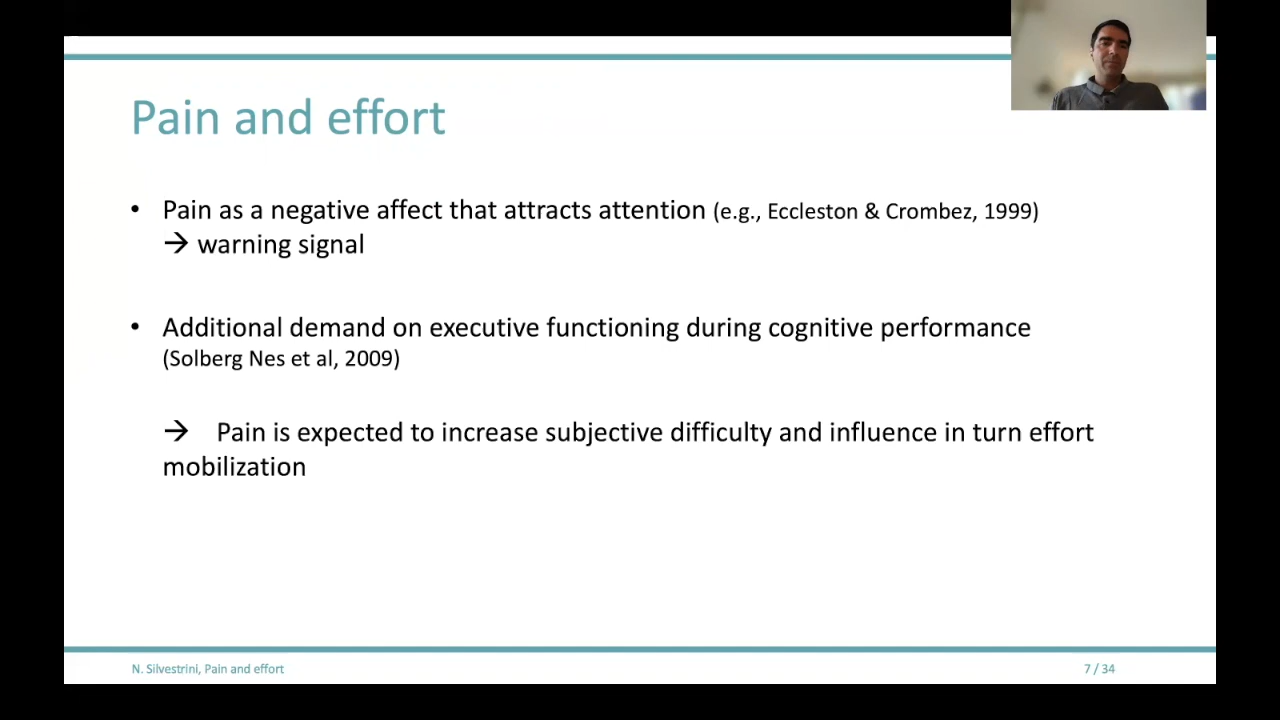 Pain and effort
• Pain as a negative affect that attracts attention (e.g., Eccleston & Crombez, 1999)
→ warning signal
• Additional demand on executive functioning during cognitive performance
(Solberg Nes et al, 2009)
→ Pain is expected to increase subjective difficulty and influence in turn effort
mobilization
N. Silvestrini, Pain and effort
7 / 34